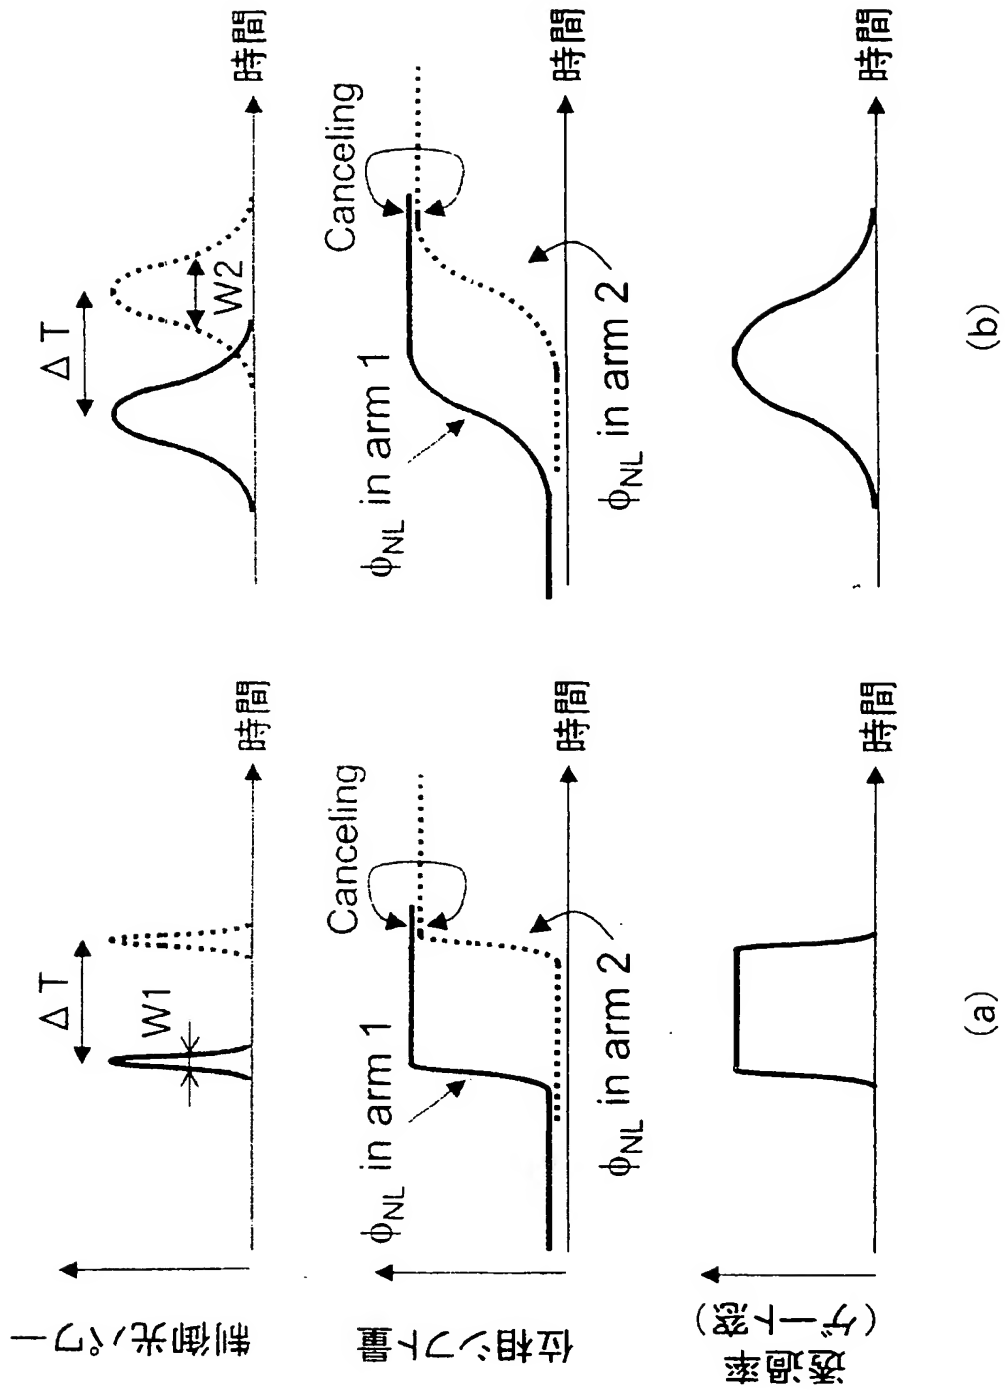 制御光パワー
ΔT
W1
時間
ΔT
W2
時間
位相シフト量
φNL in arm 1
Canceling
φNL in arm 2
時間
φNL in arm 1
Canceling
φNL in arm 2
時間
透過率
(ゲート窓)
時間
時間
(a)
(b)